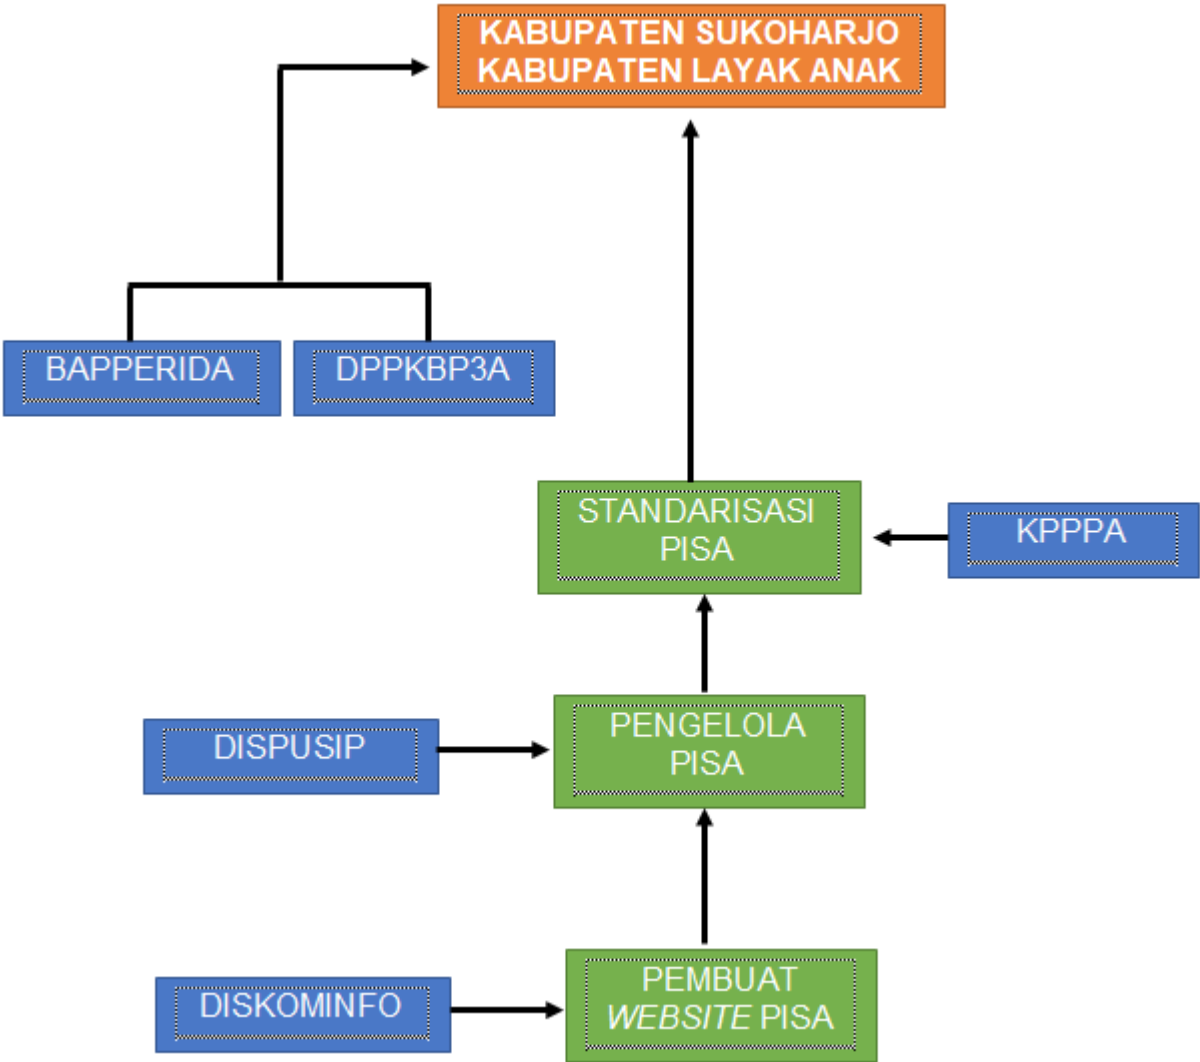 KABUPATEN SUKOHARJO
KABUPATEN LAYAK ANAK
BAPPERIDA
DPPKBP3A
STANDARISASI
PISA
KPPPA
DISPUSIP
PENGELOLA
PISA
DISKOMINFO
PEMBUAT
WEBSITE PISA